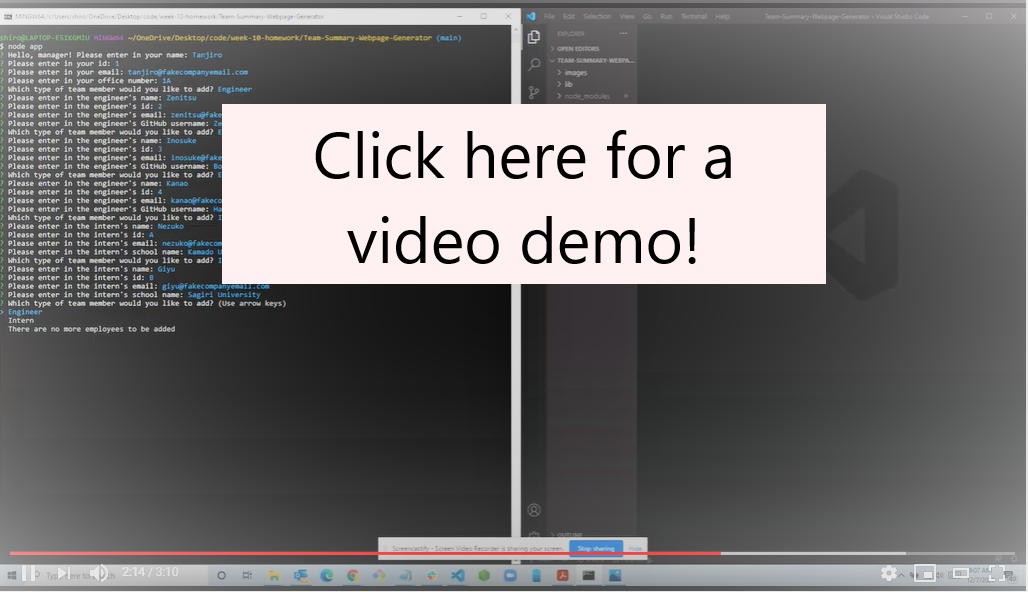 MINGW64:/c/Users/shiro/OneDrive/Desktop/code/week-10-homework/Team-Summary-Webpage-Generator
File Edit Selection View Go Run Terminal Help
Team-Summary-Webpage-Generator - Visual Studio Code
shiro@LAPTOP-ESIKGMIU MINGW64 ~/OneDrive/Desktop/code/week-10-homework/Team-Summary-Webpage-Generator (main)
$ node app
? Hello, manager! Please enter in your name: Tanjiro
? Please enter in your id: 1
? Please enter in your email: tanjiro@fakecompanyemail.com
? Please enter in your office number: 1A
? Which type of team member would you like to add? Engineer
? Please enter in the engineer's name: Zenitsu
? Please enter in the engineer's id: 2
? Please enter in the engineer's email: zenitsu@fake
? Please enter in the engineer's GitHub username: Ze
? Which type of team member would you like to add? E
? Please enter in the engineer's name: Inosuke
? Please enter in the engineer's id: 3
? Please enter in the engineer's email: inosuke@fake
? Please enter in the engineer's GitHub username: Bo
? Which type of team member would you like to add? E
? Please enter in the engineer's name: Kanao
? Please enter in the engineer's id: 4
? Please enter in the engineer's email: kanao@fakeco
? Please enter in the engineer's GitHub username: Ha
? Which type of team member would you like to add? I
? Please enter in the intern's name: Nezuko
? Please enter in the intern's id: A
? Please enter in the intern's email: nezuko@fakecom
? Please enter in the intern's school name: Kamado U
? Which type of team member would you like to add? I
? Please enter in the intern's name: Giyu
? Please enter in the intern's id: B
? Please enter in the intern's email: giyu@fakecompanyemail.com
? Please enter in the intern's school name: Sagiri University
? Which type of team member would you like to add? (Use arrow keys)
> Engineer
Intern
There are no more employees to be added
EXPLORER ...
> OPEN EDITORS
TEAM-SUMMARY-WEBPA...
> images
> lib
> node_modules
Click here for a
video demo!
> OUTLINE
Screencastify - Screen Video Recorder is sharing your screen. Stop sharing Hide
2:14 / 3:10